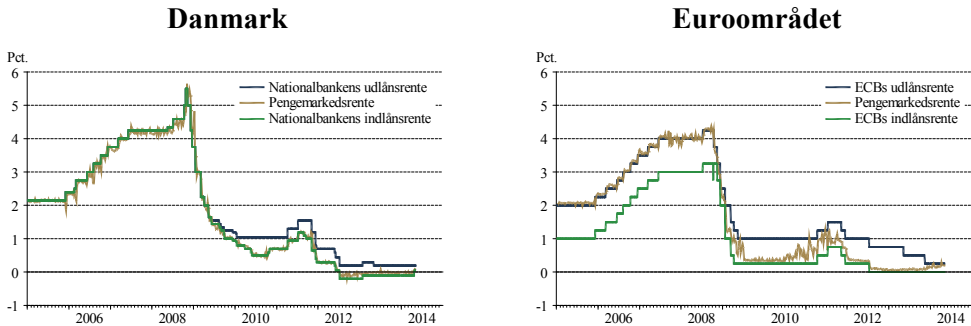 Danmark
Pct.
6
5
4
3
2
1
0
-1
Nationalbankens udlånsrente
Pengemarkedsrente
Nationalbankens indlånsrente
2006 2008 2010 2012 2014
Euroområdet
Pct.
6
5
4
3
2
1
0
-1
ECBs udlånsrente
Pengemarkedsrente
ECBs indlånsrente
2006 2008 2010 2012 2014